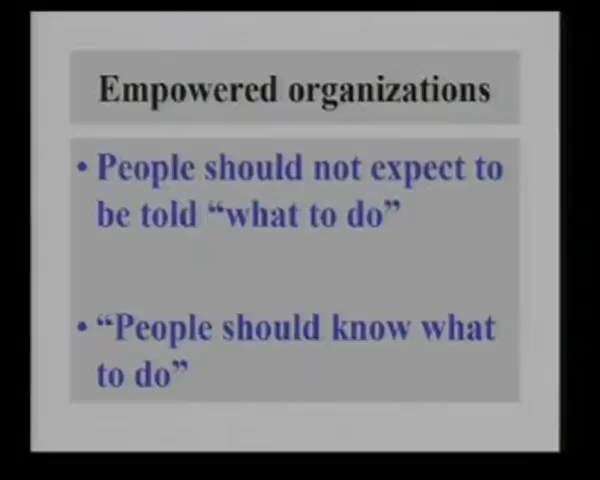 Empowered organizations
• People should not expect to
be told “what to do”
• “People should know what
to do”